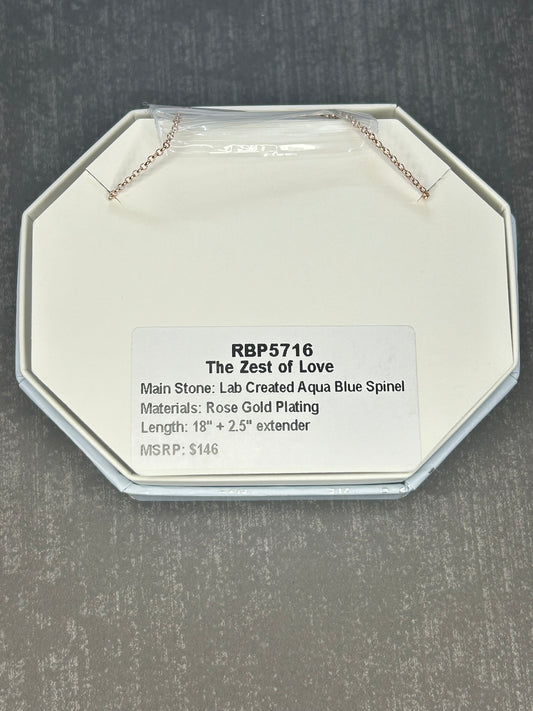 RBP5716
The Zest of Love
Main Stone: Lab Created Aqua Blue Spinel
Materials: Rose Gold Plating
Length: 18" + 2.5" extender
MSRP: $146